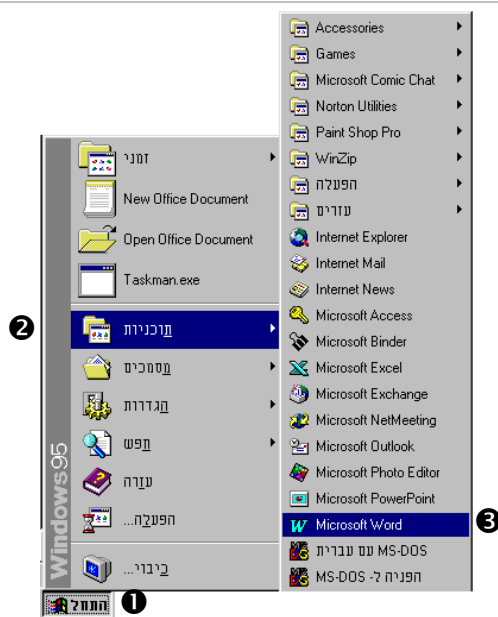 Accessories
Games
Microsoft Comic Chat
Norton Utilities
Paint Shop Pro
WinZip
הפעלה
עזרים
Internet Explorer
Internet Mail
Internet News
Microsoft Access
Microsoft Binder
Microsoft Excel
Microsoft Exchange
Microsoft NetMeeting
Microsoft Outlook
Microsoft Photo Editor
Microsoft PowerPoint
Microsoft Word
❸
MS-DOS עם עברית
הפניה ל- MS-DOS
זמני
New Office Document
Open Office Document
Taskman.exe
❷
תוכניות
מסמכים
הגדרות
חפש
עזרה
הפעלה...
כיבוי...
Windows95
התחל
❶